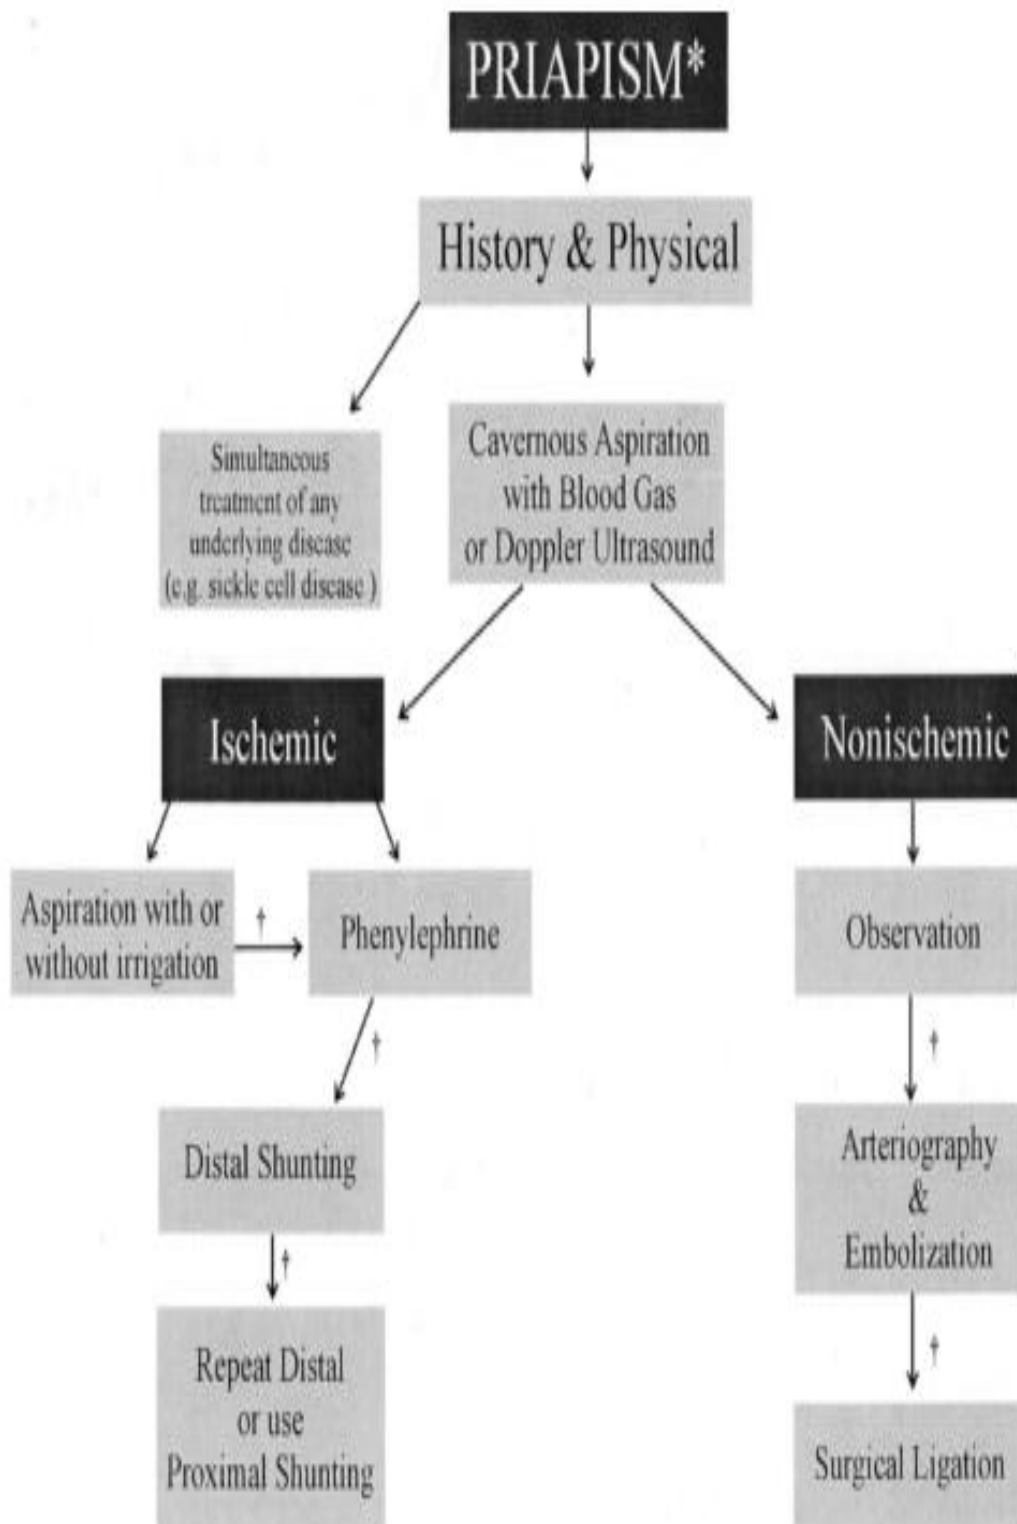 PRIAPISM*
History & Physical
Simultaneous
treatment of any
underlying disease
(e.g. sickle cell disease )
Cavernous Aspiration
with Blood Gas
or Doppler Ultrasound
Ischemic
Nonischemic
Aspiration with or
without irrigation
†
Phenylephrine
Observation
†
†
Distal Shunting
Arteriography
&
Embolization
†
†
Repeat Distal
or use
Proximal Shunting
Surgical Ligation